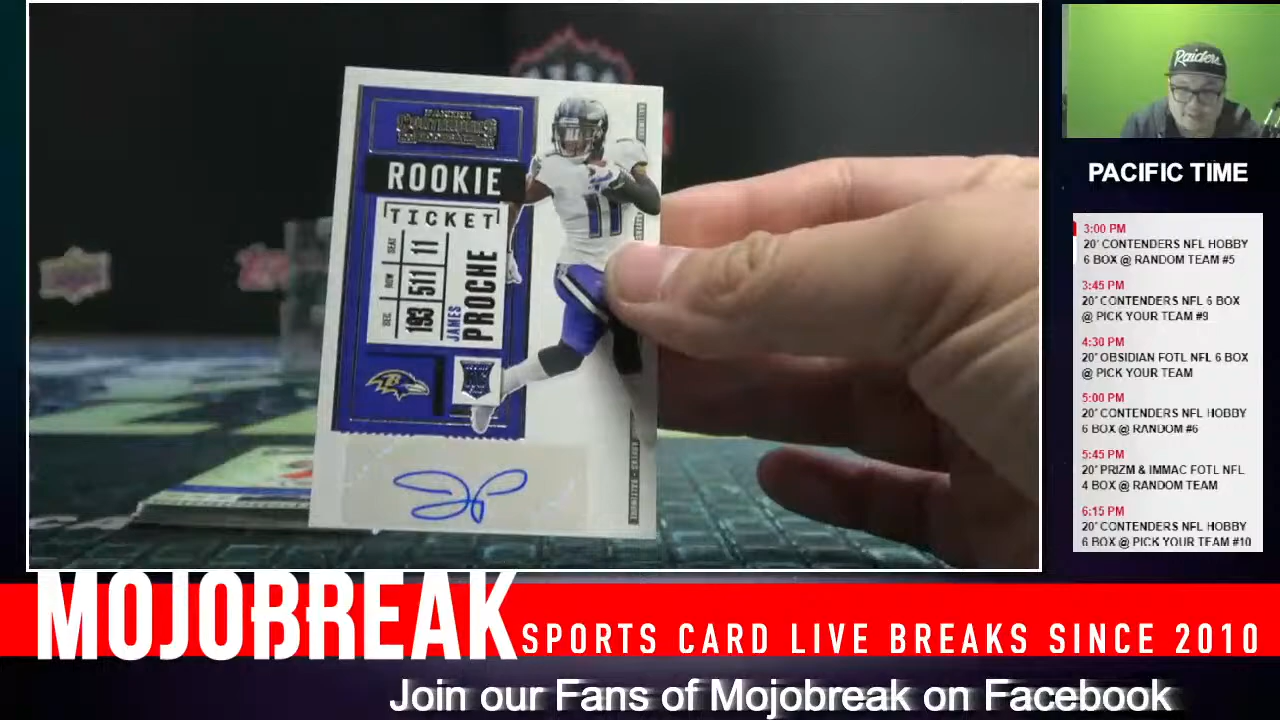 PANINI
CONTENDERS
ROOKIE
TICKET
SEC ROW SEAT
193 511 11
JAMES
PROCHE
11
Raiders
PACIFIC TIME
3:00 PM
20' CONTENDERS NFL HOBBY
6 BOX @ RANDOM TEAM #5
3:45 PM
20' CONTENDERS NFL 6 BOX
@ PICK YOUR TEAM #9
4:30 PM
20' OBSIDIAN FOTL NFL 6 BOX
@ PICK YOUR TEAM
5:00 PM
20' CONTENDERS NFL HOBBY
6 BOX @ RANDOM #6
5:45 PM
20' PRIZM & IMMAC FOTL NFL
4 BOX @ RANDOM TEAM
6:15 PM
20' CONTENDERS NFL HOBBY
6 BOX @ PICK YOUR TEAM #10
MOJOBREAK
SPORTS CARD LIVE BREAKS SINCE 2010
Join our Fans of Mojobreak on Facebook